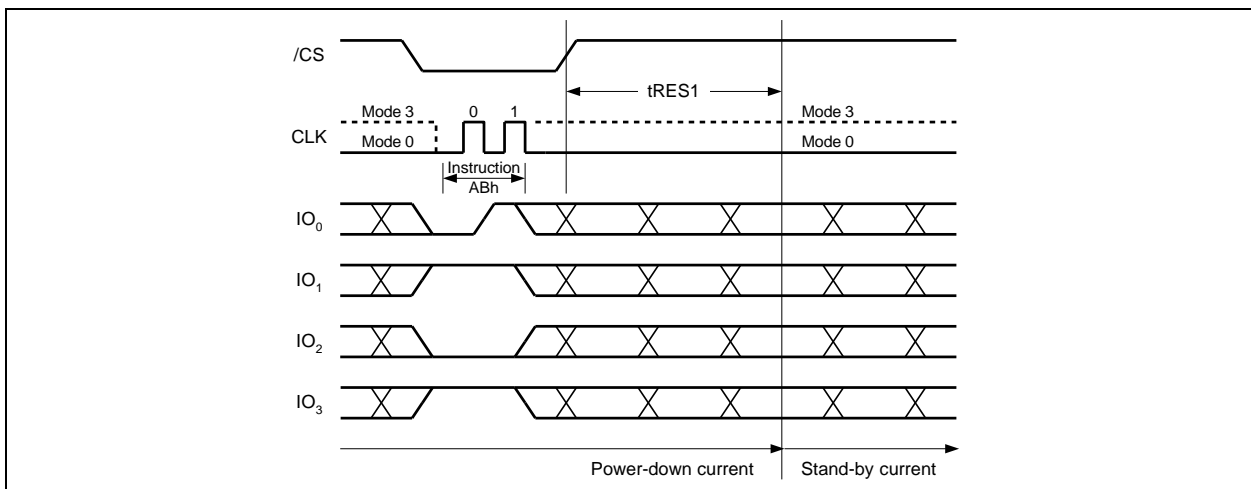 /CS
tRES1
Mode 3 0 1 Mode 3
CLK
Mode 0 Mode 0
Instruction
ABh
IO0
IO1
IO2
IO3
Power-down current Stand-by current